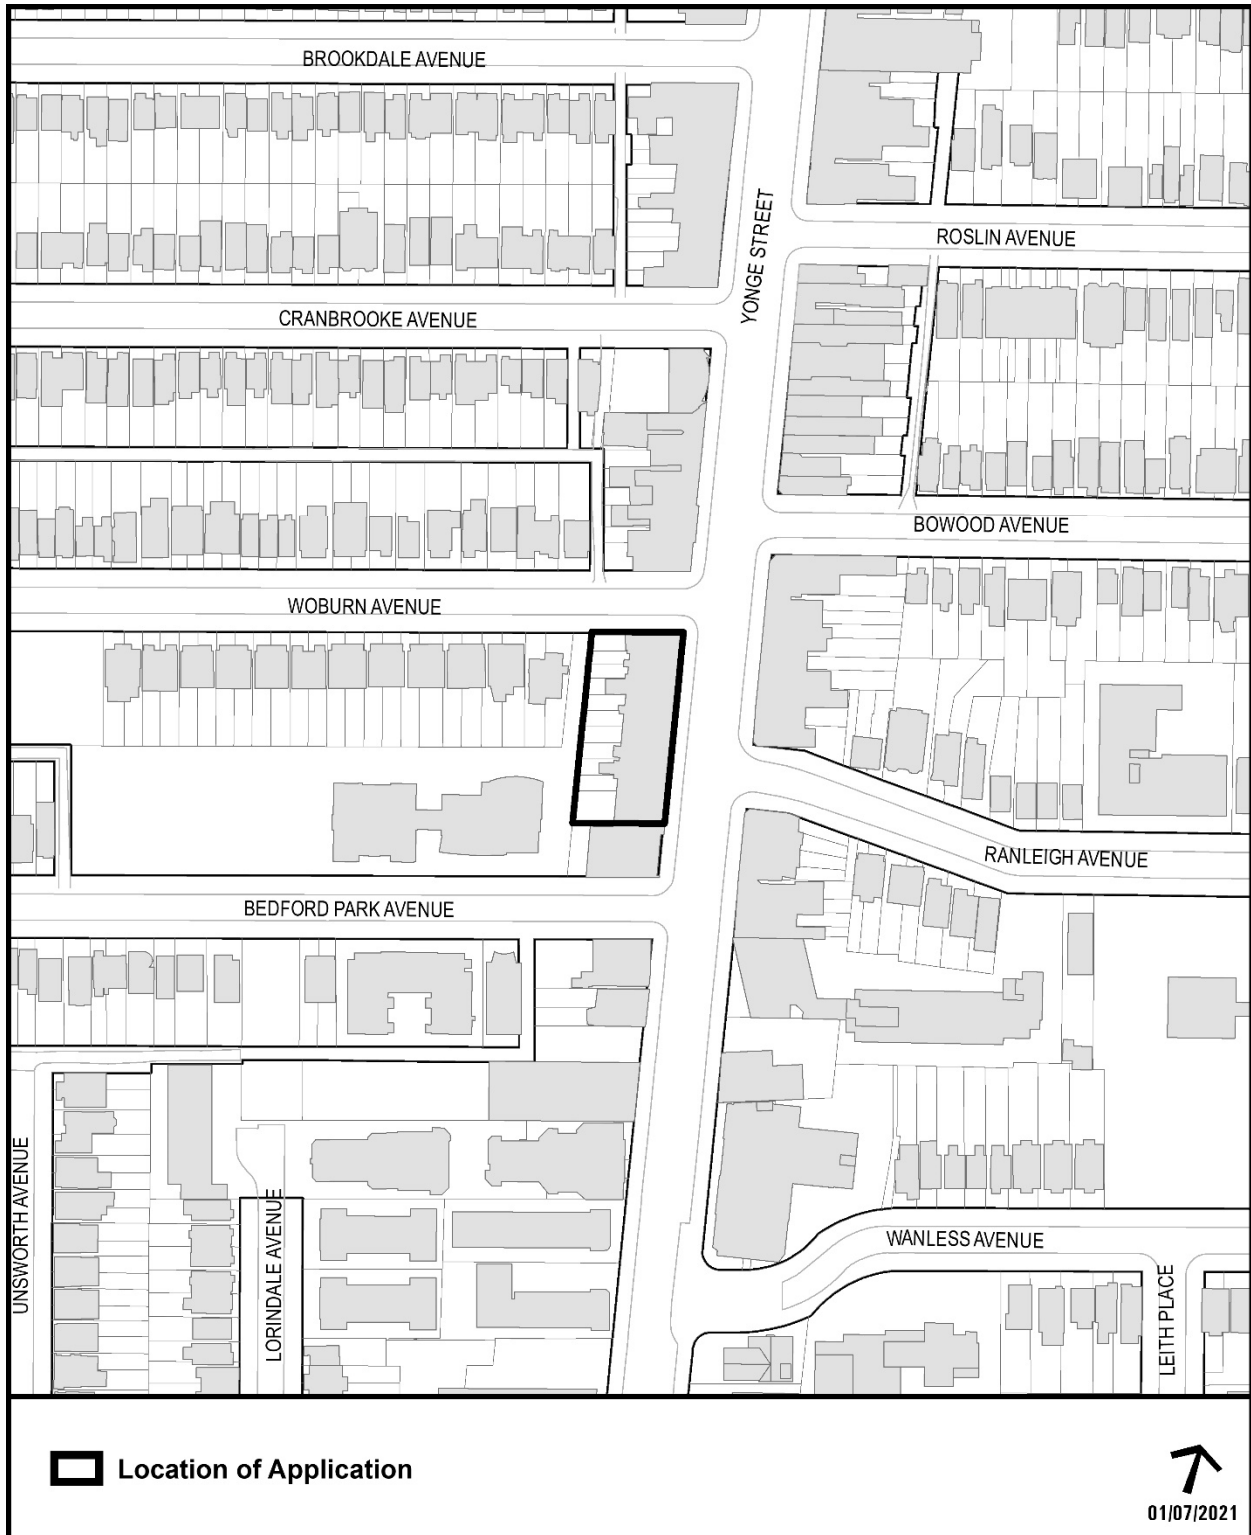 BROOKDALE AVENUE
YONGE STREET
ROSLIN AVENUE
CRANBROOKE AVENUE
BOWOOD AVENUE
WOBURN AVENUE
RANLEIGH AVENUE
BEDFORD PARK AVENUE
UNSWORTH AVENUE
LORINDALE AVENUE
WANLESS AVENUE
LEITH PLACE
Location of Application
01/07/2021